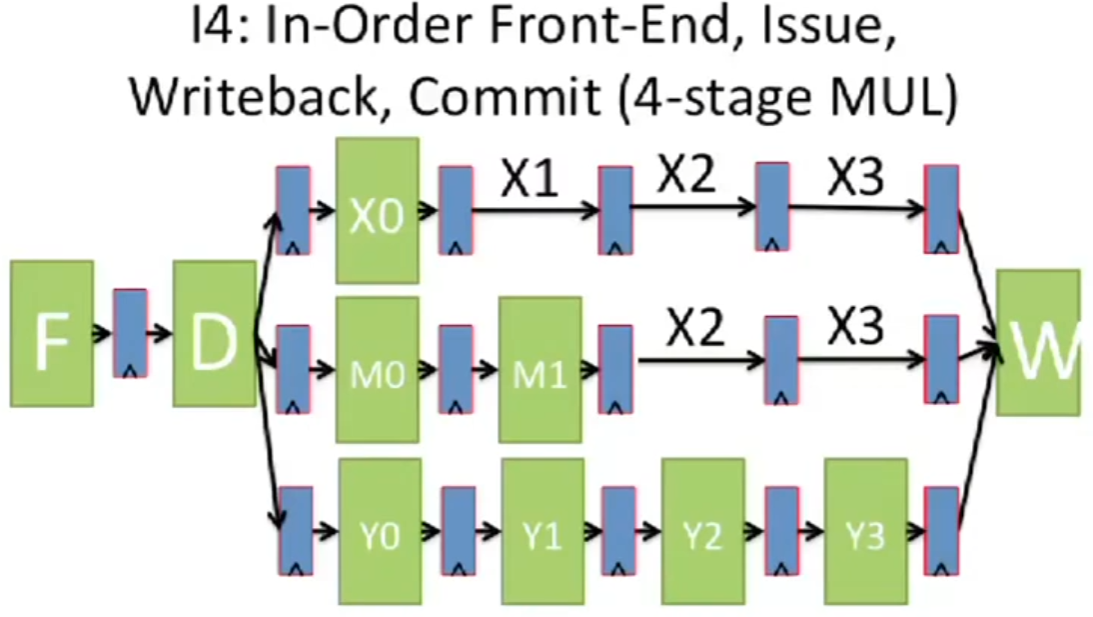 I4: In-Order Front-End, Issue,
Writeback, Commit (4-stage MUL)
X0 X1 X2 X3
F D M0 M1 X2 X3 W
Y0 Y1 Y2 Y3